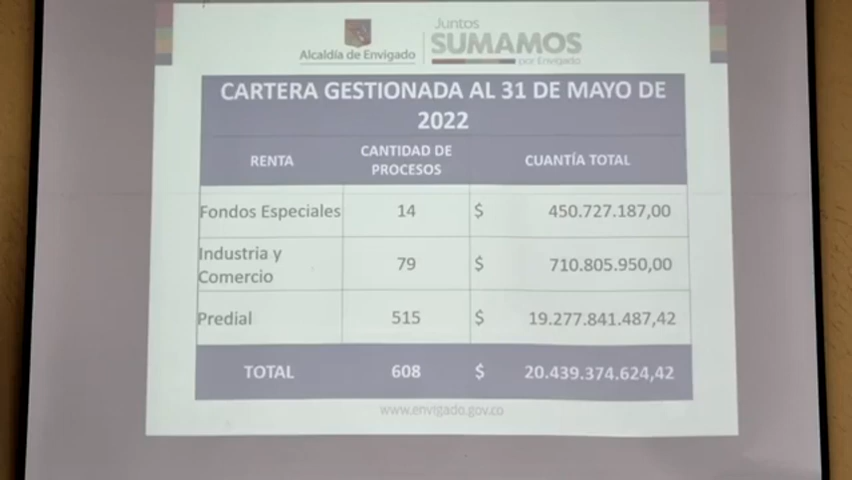 Alcaldía de Envigado
Juntos
SUMAMOS
por Envigado
CARTERA GESTIONADA AL 31 DE MAYO DE
2022
RENTA
CANTIDAD DE
PROCESOS
CUANTÍA TOTAL
Fondos Especiales 14 $ 450.727.187,00
Industria y
Comercio 79 $ 710.805.950,00
Predial 515 $ 19.277.841.487,42
TOTAL 608 $ 20.439.374.624,42
www.envigado.gov.co